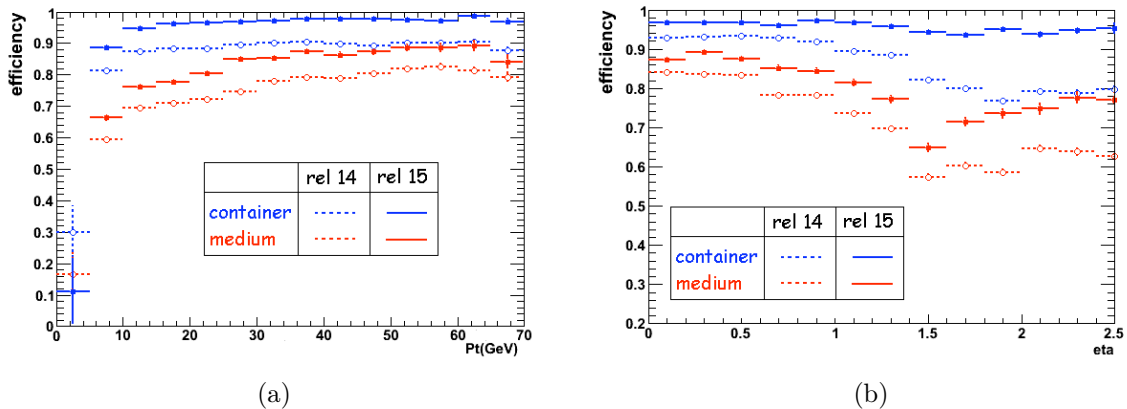 efficiency
1
0.9
0.8
0.7
0.6
0.5
0.4
0.3
0.2
0.1
0
0 10 20 30 40 50 60 70
Pt(GeV)
rel 14 rel 15
container
medium
(a)
efficiency
1
0.9
0.8
0.7
0.6
0.5
0.4
0.3
0.2
0 0.5 1 1.5 2 2.5
eta
rel 14 rel 15
container
medium
(b)